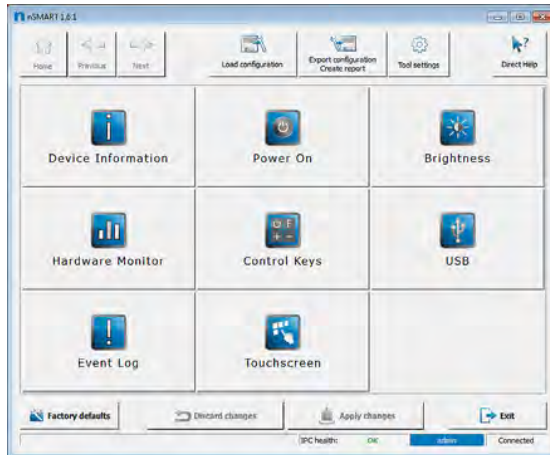 nSMART 1.6.1
Home
Previous
Next
Load configuration
Export configuration
Create report
Tool settings
Direct Help
Device Information
Power On
Brightness
Hardware Monitor
Control Keys
USB
Event Log
Touchscreen
Factory defaults
Discard changes
Apply changes
Exit
IPC health: OK
admin
Connected